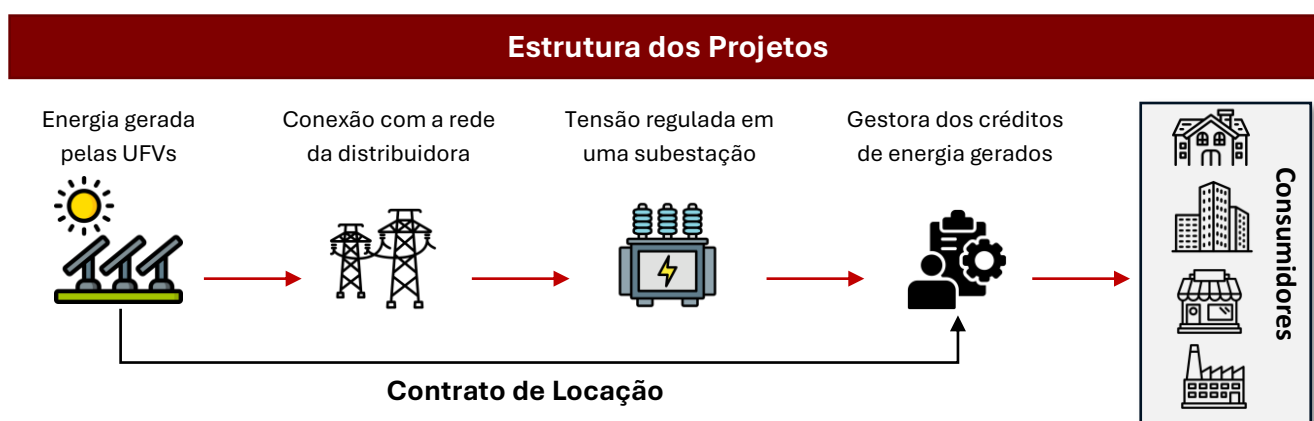 Estrutura dos Projetos
Energia gerada
pelas UFVs
Conexão com a rede
da distribuidora
Tensão regulada em
uma subestação
Gestora dos créditos
de energia gerados
Consumidores
Contrato de Locação